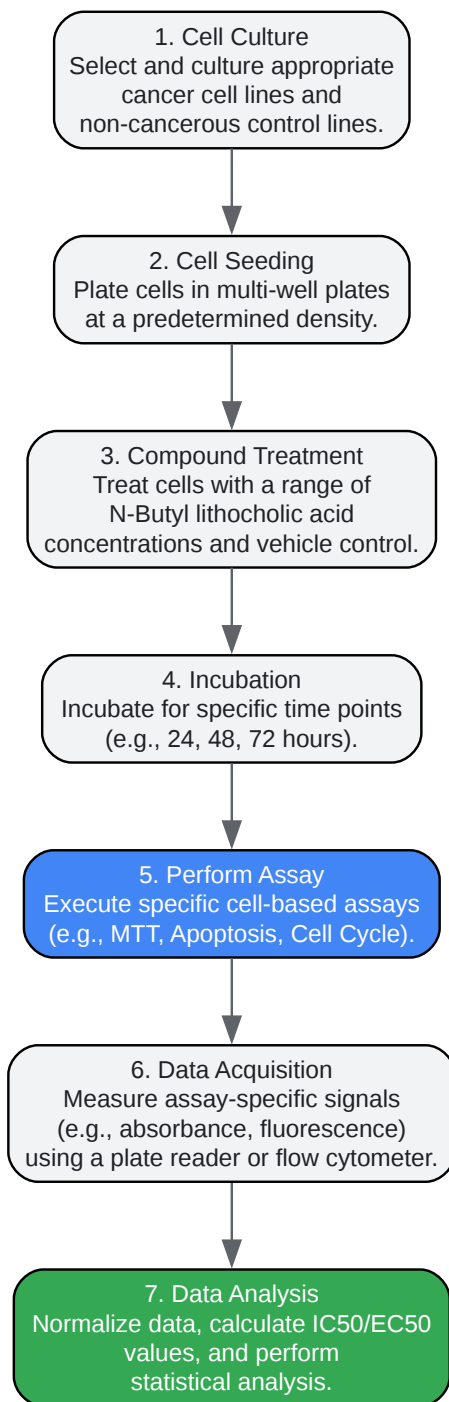 1. Cell Culture
Select and culture appropriate
cancer cell lines and
non-cancerous control lines.
2. Cell Seeding
Plate cells in multi-well plates
at a predetermined density.
3. Compound Treatment
Treat cells with a range of
N-Butyl lithocholic acid
concentrations and vehicle control.
4. Incubation
Incubate for specific time points
(e.g., 24, 48, 72 hours).
5. Perform Assay
Execute specific cell-based assays
(e.g., MTT, Apoptosis, Cell Cycle).
6. Data Acquisition
Measure assay-specific signals
(e.g., absorbance, fluorescence)
using a plate reader or flow cytometer.
7. Data Analysis
Normalize data, calculate IC50/EC50
values, and perform
statistical analysis.